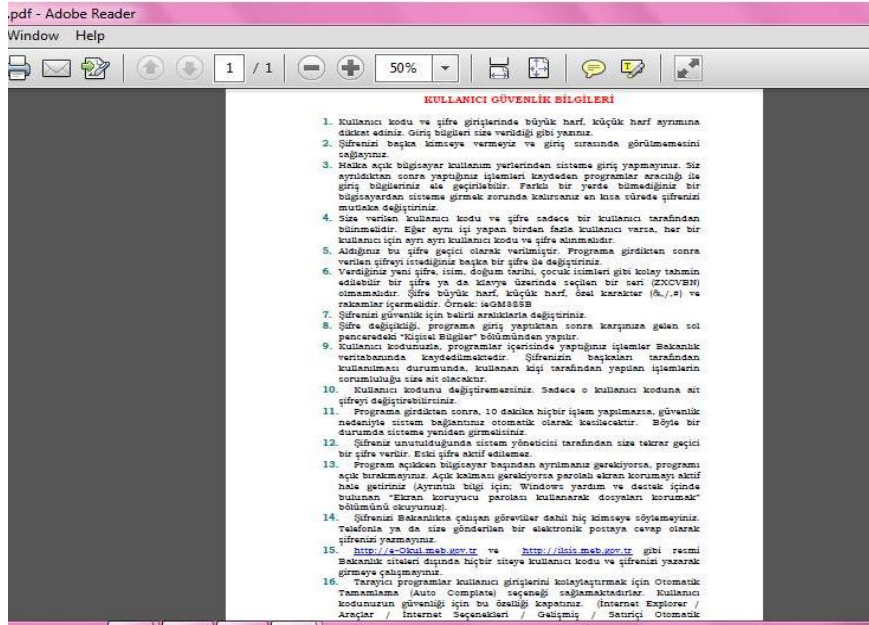 .pdf - Adobe Reader
Window Help
1 / 1 50%
KULLANICI GÜVENLİK BİLGİLERİ
1. Kullanıcı kodu ve şifre girişlerinde büyük harf, küçük harf ayrımına
dikkat ediniz. Giriş bilgileri size verildiği gibi yazınız.
2. Şifrenizi başka kimseye vermeyiz ve giriş sırasında görülmemesini
sağlayınız.
3. Halka açık bilgisayar kullanım yerlerinden sisteme giriş yapmayınız. Siz
ayrıldıktan sonra yaptığınız işlemleri kaydeden programlar aracılığı ile
giriş bilgileriniz ele geçirilebilir. Farklı bir yerde bilmediğiniz bir
bilgisayardan sisteme girmek zorunda kalırsanız en kısa sürede şifrenizi
mutlaka değiştiriniz.
4. Size verilen kullanıcı kodu ve şifre sadece bir kullanıcı tarafından
bilinmelidir. Eğer aynı işi yapan birden fazla kullanıcı varsa, her bir
kullanıcı için ayrı ayrı kullanıcı kodu ve şifre alınmalıdır.
5. Aldığınız bu şifre geçici olarak verilmiştir. Programa girdikten sonra
verilen şifreyi istediğiniz başka bir şifre ile değiştiriniz.
6. Verdiğiniz yeni şifre, isim, doğum tarihi, çocuk isimleri gibi kolay tahmin
edilebilir bir şifre ya da klavye üzerinde seçilen bir seri (ZXCVBN)
olmamalıdır. Şifre büyük harf, küçük harf, özel karakter (&,/,#) ve
rakamlar içermelidir. Örnek: ieGM385B
7. Şifrenizi güvenlik için belirli aralıklarla değiştiriniz.
8. Şifre değişikliği, programa giriş yaptıktan sonra karşınıza gelen sol
penceredeki “Kişisel Bilgiler” bölümünden yapılır.
9. Kullanıcı kodunuzla, programlar içerisinde yaptığınız işlemler Bakanlık
veritabanında kaydedilmektedir. Şifrenizin başkaları tarafından
kullanılması durumunda, kullanan kişi tarafından yapılan işlemlerin
sorumluluğu size ait olacaktır.
10. Kullanıcı kodunu değiştiremezsiniz. Sadece o kullanıcı koduna ait
şifreyi değiştirebilirsiniz.
11. Programa girdikten sonra, 10 dakika hiçbir işlem yapılmazsa, güvenlik
nedeniyle sistem bağlantınız otomatik olarak kesilecektir. Böyle bir
durumda sisteme yeniden girmelisiniz.
12. Şifreniz unutulduğunda sistem yöneticisi tarafından size tekrar geçici
bir şifre verilir. Eski şifre aktif edilemez.
13. Program açıkken bilgisayar başından ayrılmanız gerekiyorsa, programı
açık bırakmayınız. Açık kalması gerekiyorsa parolalı ekran korumayı aktif
hale getiriniz (Ayrıntılı bilgi için; Windows yardım ve destek içinde
bulunan “Ekran koruyucu parolası kullanarak dosyaları korumak”
bölümünü okuyunuz).
14. Şifrenizi Bakanlıkta çalışan görevliler dahil hiç kimseye söylemeyiniz.
Telefonla ya da size gönderilen bir elektronik postaya cevap olarak
şifrenizi yazmayınız.
15. http://e-Okul.meb.gov.tr ve http://ilsis.meb.gov.tr gibi resmi
Bakanlık siteleri dışında hiçbir siteye kullanıcı kodu ve şifrenizi yazarak
girmeye çalışmayınız.
16. Tarayıcı programlar kullanıcı girişlerini kolaylaştırmak için Otomatik
Tamamlama (Auto Complate) seçeneği sağlamaktadırlar. Kullanıcı
kodunuzun güvenliği için bu özelliği kapatınız. (İnternet Explorer /
Araçlar / İnternet Seçenekleri / Gelişmiş / Satıriçi Otomatik